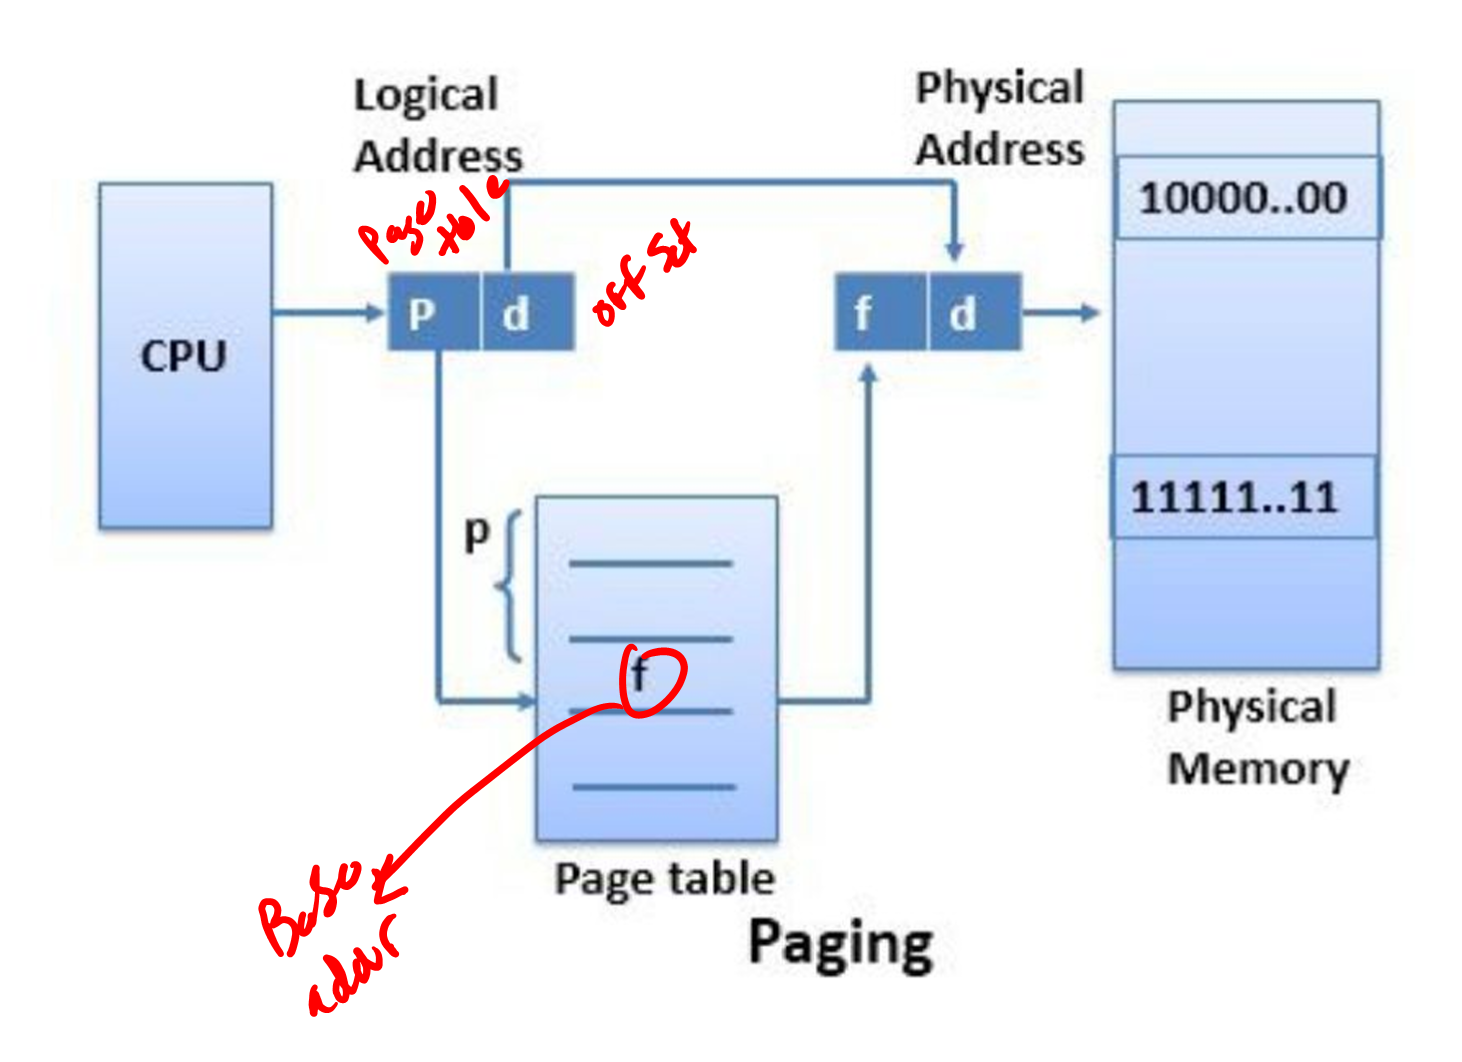 Logical
Address
Physical
Address
10000..00
Page
table
offset
P d
f d
CPU
11111..11
p
f
Physical
Memory
Page table
Base
addr
Paging